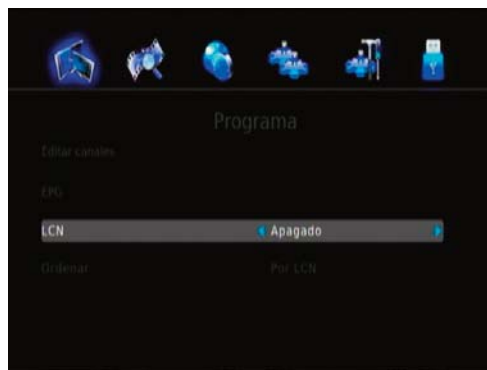 Programa
Editar canales
EPG
LCN Apagado
Ordenar Por LCN